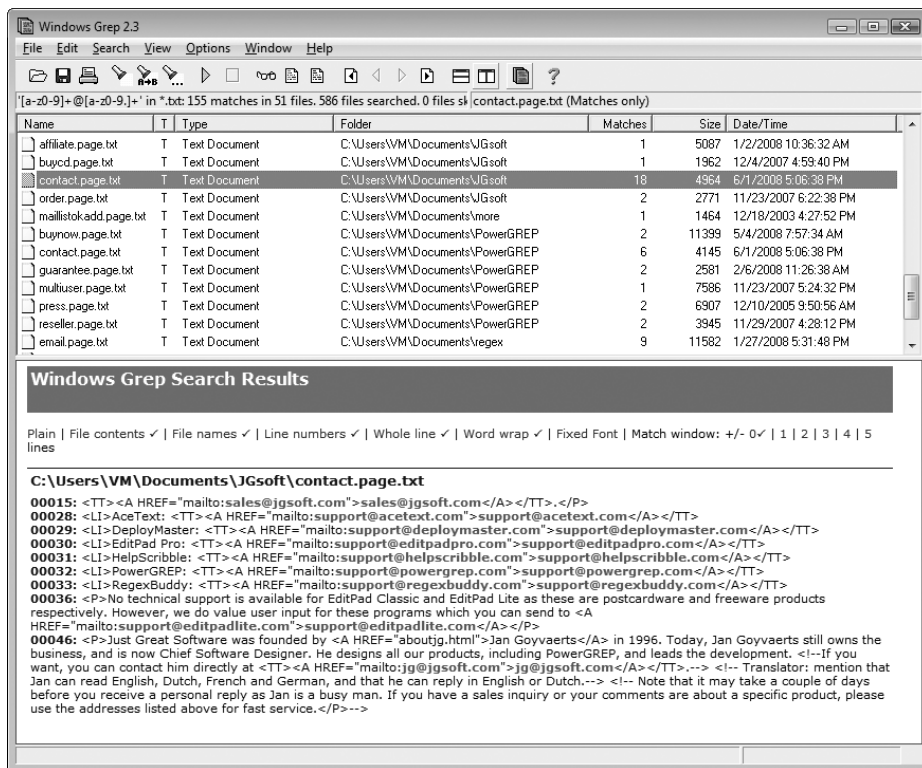 Windows Grep 2.3
File Edit Search View Options Window Help
A→B
'[a-z0-9]+@[a-z0-9.]+' in *.txt: 155 matches in 51 files. 586 files searched. 0 files sk contact.page.txt (Matches only)
Name T Type Folder Matches Size Date/Time
affiliate.page.txt T Text Document C:\Users\VM\Documents\JGsoft 1 5087 1/2/2008 10:36:32 AM
buycd.page.txt T Text Document C:\Users\VM\Documents\JGsoft 1 1962 12/4/2007 4:59:40 PM
contact.page.txt T Text Document C:\Users\VM\Documents\JGsoft 18 4964 6/1/2008 5:06:38 PM
order.page.txt T Text Document C:\Users\VM\Documents\JGsoft 2 2771 11/23/2007 6:22:38 PM
maillistokadd.page.txt T Text Document C:\Users\VM\Documents\more 1 1464 12/18/2003 4:27:52 PM
buynow.page.txt T Text Document C:\Users\VM\Documents\PowerGREP 2 11399 5/4/2008 7:57:34 AM
contact.page.txt T Text Document C:\Users\VM\Documents\PowerGREP 6 4145 6/1/2008 5:06:38 PM
guarantee.page.txt T Text Document C:\Users\VM\Documents\PowerGREP 2 2581 2/6/2008 11:26:38 AM
multiuser.page.txt T Text Document C:\Users\VM\Documents\PowerGREP 1 7586 11/23/2007 5:24:32 PM
press.page.txt T Text Document C:\Users\VM\Documents\PowerGREP 2 6907 12/10/2005 9:50:56 AM
reseller.page.txt T Text Document C:\Users\VM\Documents\PowerGREP 2 3945 11/29/2007 4:28:12 PM
email.page.txt T Text Document C:\Users\VM\Documents\regex 9 11582 1/27/2008 5:31:48 PM
Windows Grep Search Results
Plain | File contents ✓ | File names ✓ | Line numbers ✓ | Whole line ✓ | Word wrap ✓ | Fixed Font | Match window: +/- 0✓ | 1 | 2 | 3 | 4 | 5
lines
C:\Users\VM\Documents\JGsoft\contact.page.txt
00015: <TT><A HREF="mailto:sales@jgsoft.com">sales@jgsoft.com</A></TT>.</P>
00028: <LI>AceText: <TT><A HREF="mailto:support@acetext.com">support@acetext.com</A></TT>
00029: <LI>DeployMaster: <TT><A HREF="mailto:support@deploymaster.com">support@deploymaster.com</A></TT>
00030: <LI>EditPad Pro: <TT><A HREF="mailto:support@editpadpro.com">support@editpadpro.com</A></TT>
00031: <LI>HelpScribble: <TT><A HREF="mailto:support@helpscribble.com">support@helpscribble.com</A></TT>
00032: <LI>PowerGREP: <TT><A HREF="mailto:support@powergrep.com">support@powergrep.com</A></TT>
00033: <LI>RegexBuddy: <TT><A HREF="mailto:support@regexbuddy.com">support@regexbuddy.com</A></TT>
00036: <P>No technical support is available for EditPad Classic and EditPad Lite as these are postcardware and freeware products
respectively. However, we do value user input for these programs which you can send to <A
HREF="mailto:support@editpadlite.com">support@editpadlite.com</A></P>
00046: <P>Just Great Software was founded by <A HREF="aboutjg.html">Jan Goyvaerts</A> in 1996. Today, Jan Goyvaerts still owns the
business, and is now Chief Software Designer. He designs all our products, including PowerGREP, and leads the development. <!--If you
want, you can contact him directly at <TT><A HREF="mailto:jg@jgsoft.com">jg@jgsoft.com</A></TT>.--> <!-- Translator: mention that
Jan can read English, Dutch, French and German, and that he can reply in English or Dutch.--> <!-- Note that it may take a couple of days
before you receive a personal reply as Jan is a busy man. If you have a sales inquiry or your comments are about a specific product, please
use the addresses listed above for fast service.</P>-->